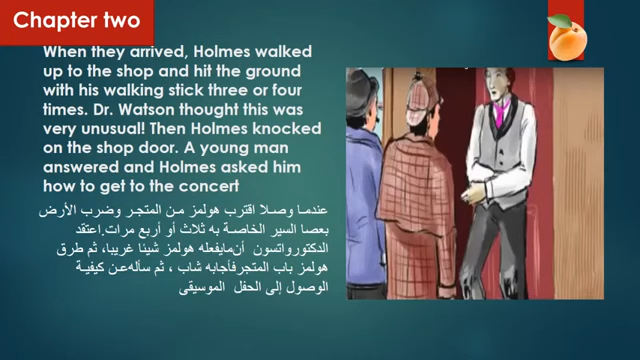 Chapter two
When they arrived, Holmes walked
up to the shop and hit the ground
with his walking stick three or four
times. Dr. Watson thought this was
very unusual! Then Holmes knocked
on the shop door. A young man
answered and Holmes asked him
how to get to the concert
عندما وصلا اقترب هولمز من المتجر وضرب الأرض
بعصا السير الخاصة به ثلاث أو أربع مرات.اعتقد
الدكتورواتسون أن‌مايفعله هولمز شيئا غريبا، ثم طرق
هولمز باب المتجرفأجابه شاب ، ثم سأله‌عن كيفية
الوصول إلى الحفل الموسيقى